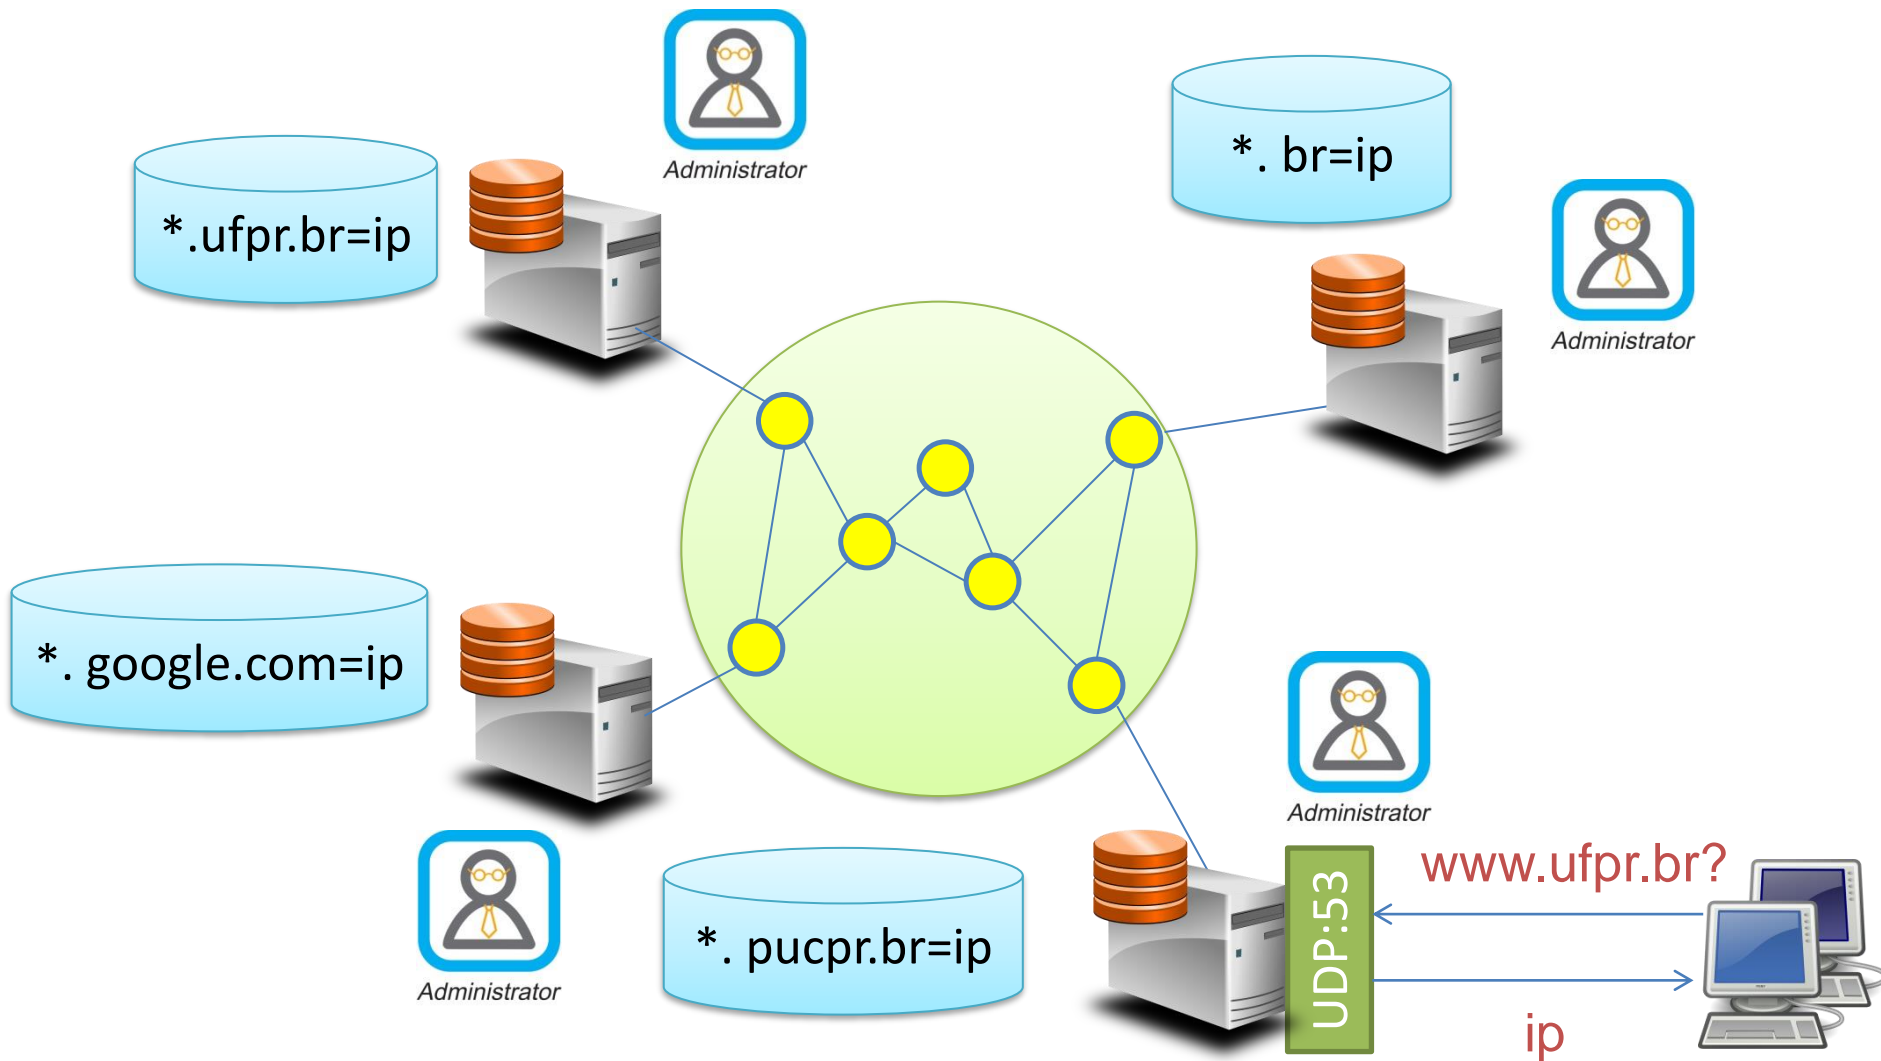 Administrator
*. br=ip
*.ufpr.br=ip
Administrator
*. google.com=ip
Administrator
www.ufpr.br?
UDP:53
*. pucpr.br=ip
Administrator
ip